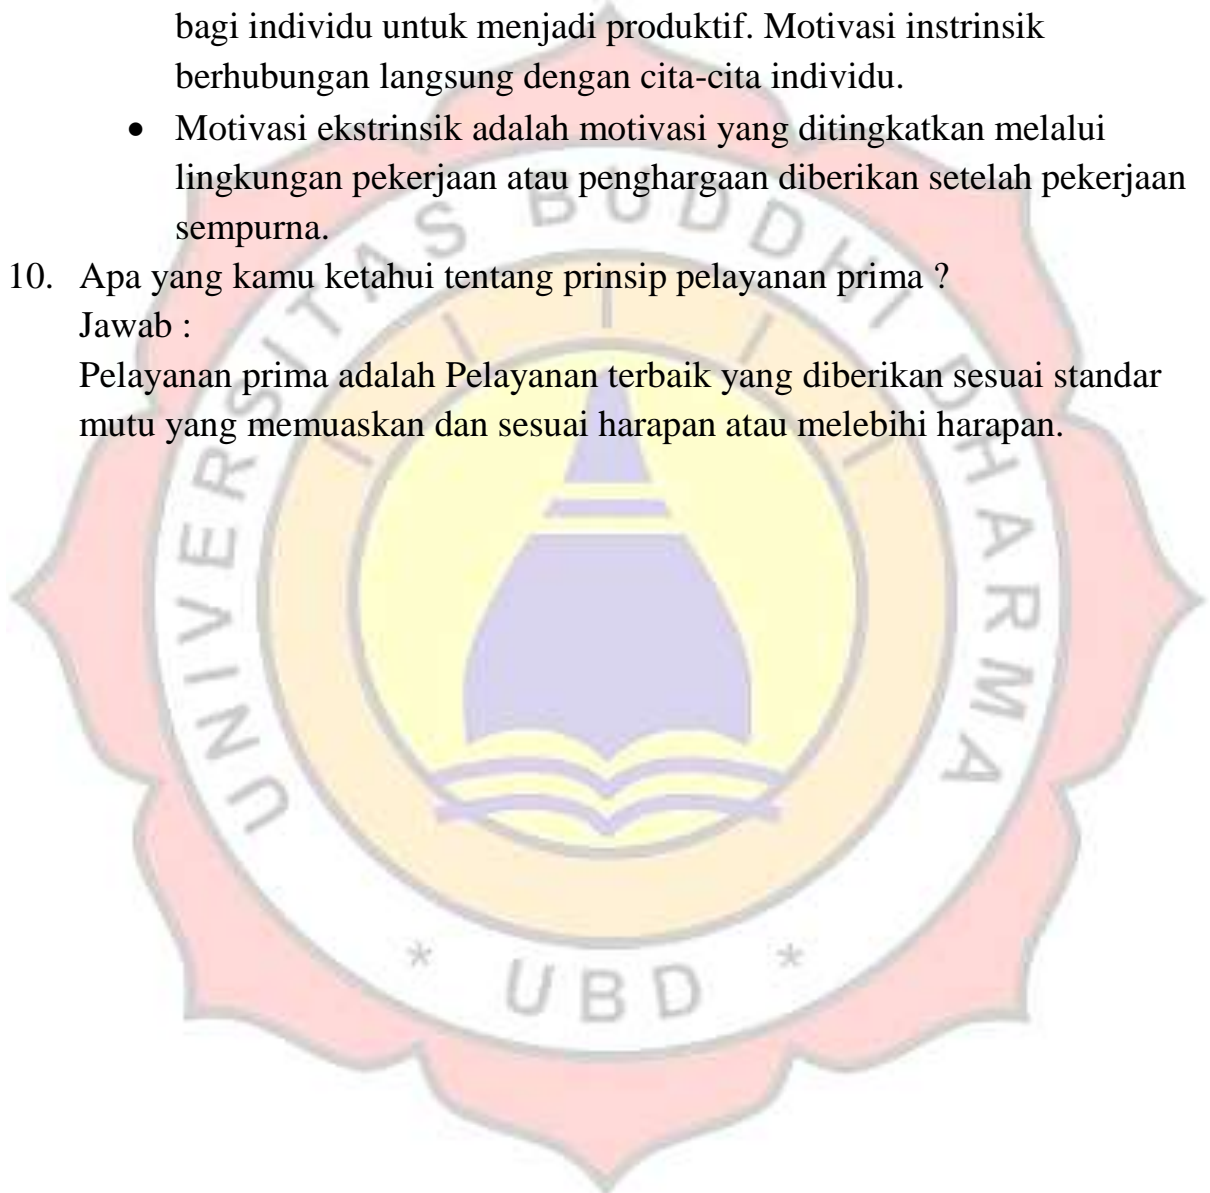 bagi individu untuk menjadi produktif. Motivasi instrinsik
berhubungan langsung dengan cita-cita individu.
• Motivasi ekstrinsik adalah motivasi yang ditingkatkan melalui
lingkungan pekerjaan atau penghargaan diberikan setelah pekerjaan
sempurna.
10. Apa yang kamu ketahui tentang prinsip pelayanan prima ?
Jawab :
Pelayanan prima adalah Pelayanan terbaik yang diberikan sesuai standar
mutu yang memuaskan dan sesuai harapan atau melebihi harapan.
UNIVERSITAS BUDDHI DHARMA
* UBD *